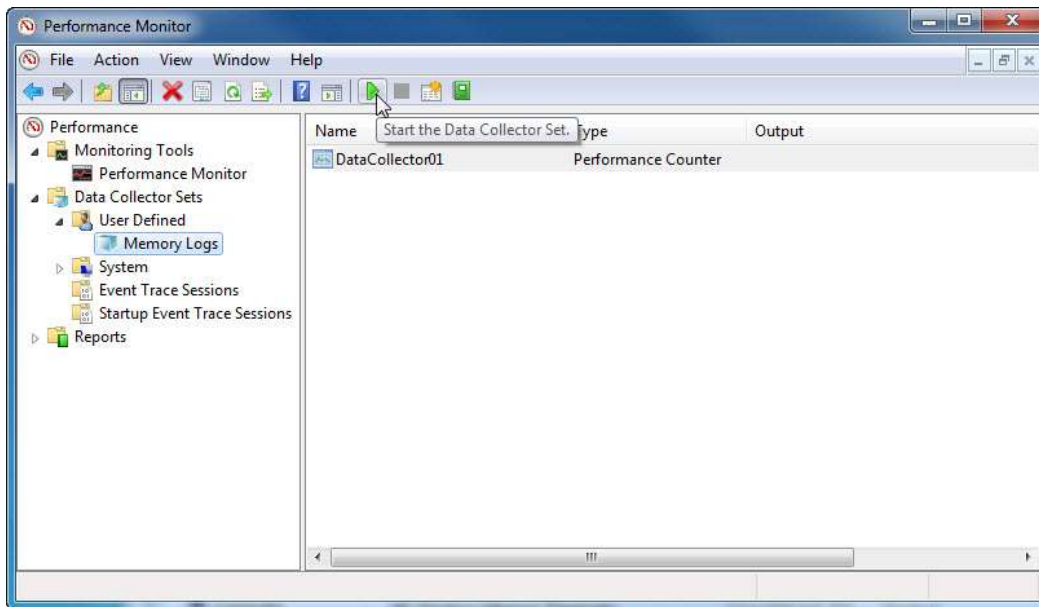 Performance Monitor
File Action View Window Help
Start the Data Collector Set.
Performance
Monitoring Tools
Performance Monitor
Data Collector Sets
User Defined
Memory Logs
System
Event Trace Sessions
Startup Event Trace Sessions
Reports
Name Type Output
DataCollector01 Performance Counter